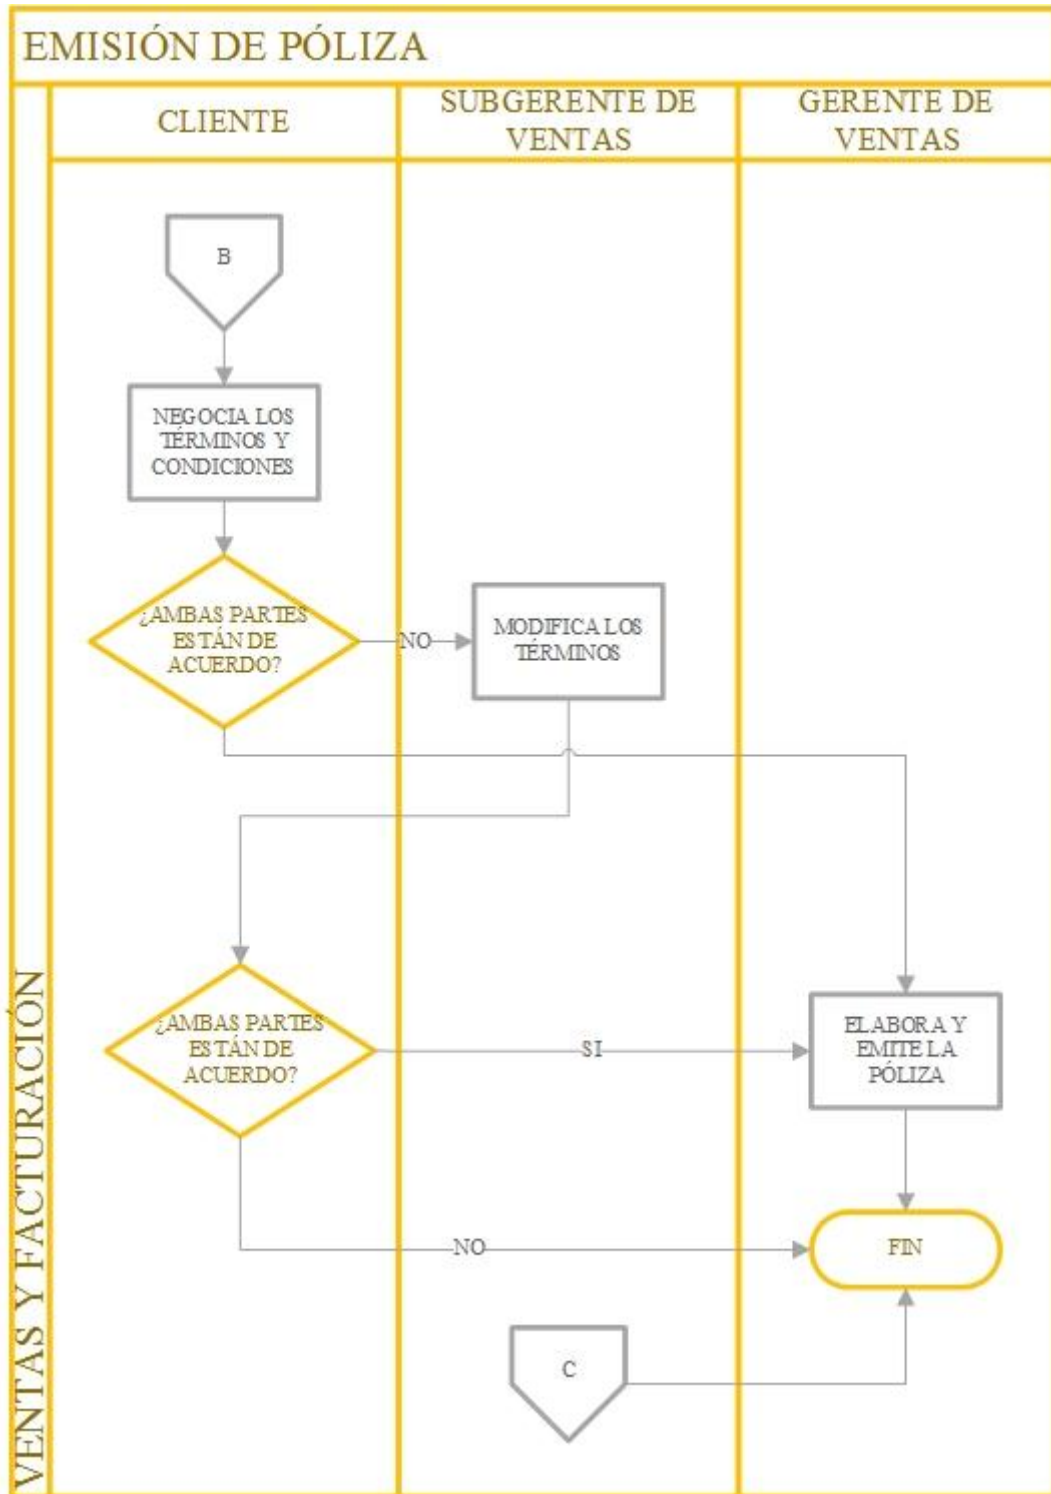 EMISIÓN DE PÓLIZA
CLIENTE
SUBGERENTE DE
VENTAS
GERENTE DE
VENTAS
VENTAS Y FACTURACIÓN
B
NEGOCIA LOS
TÉRMINOS Y
CONDICIONES
¿AMBAS PARTES
ESTÁN DE
ACUERDO?
NO
MODIFICA LOS
TÉRMINOS
¿AMBAS PARTES
ESTÁN DE
ACUERDO?
SI
ELABORA Y
EMITE LA
PÓLIZA
NO
FIN
C